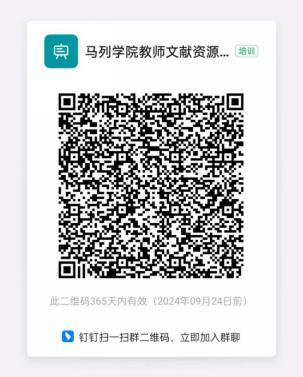 马列学院教师文献资源... 培训
此二维码365天内有效（2024年09月24日前）
钉钉扫一扫群二维码，立即加入群聊